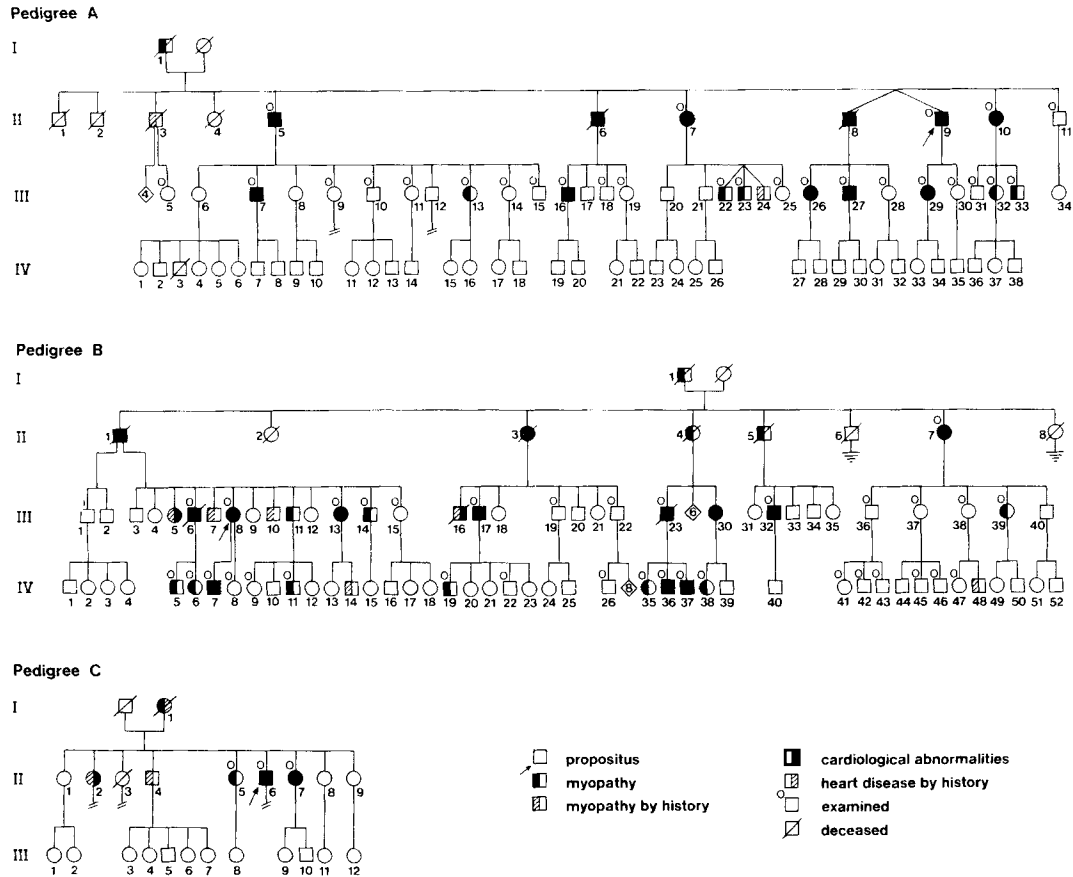 Pedigree A
I
1
II
1 2 3 4 5 6 7 8 9 10 11
III
4 5 6 7 8 9 10 11 12 13 14 15 16 17 18 19 20 21 22 23 24 25 26 27 28 29 30 31 32 33 34
IV
1 2 3 4 5 6 7 8 9 10 11 12 13 14 15 16 17 18 19 20 21 22 23 24 25 26 27 28 29 30 31 32 33 34 35 36 37 38
Pedigree B
I
1
II
1 2 3 4 5 6 7 8
III
1 2 3 4 5 6 7 8 9 10 11 12 13 14 15 16 17 18 19 20 21 22 23 6 30 31 32 33 34 35 36 37 38 39 40
IV
1 2 3 4 5 6 7 8 9 10 11 12 13 14 15 16 17 18 19 20 21 22 23 24 25 26 8 35 36 37 38 39 40 41 42 43 44 45 46 47 48 49 50 51 52
Pedigree C
I
1
II
1 2 3 4 5 6 7 8 9
III
1 2 3 4 5 6 7 8 9 10 11 12
propositus
myopathy
myopathy by history
cardiological abnormalities
heart disease by history
examined
deceased